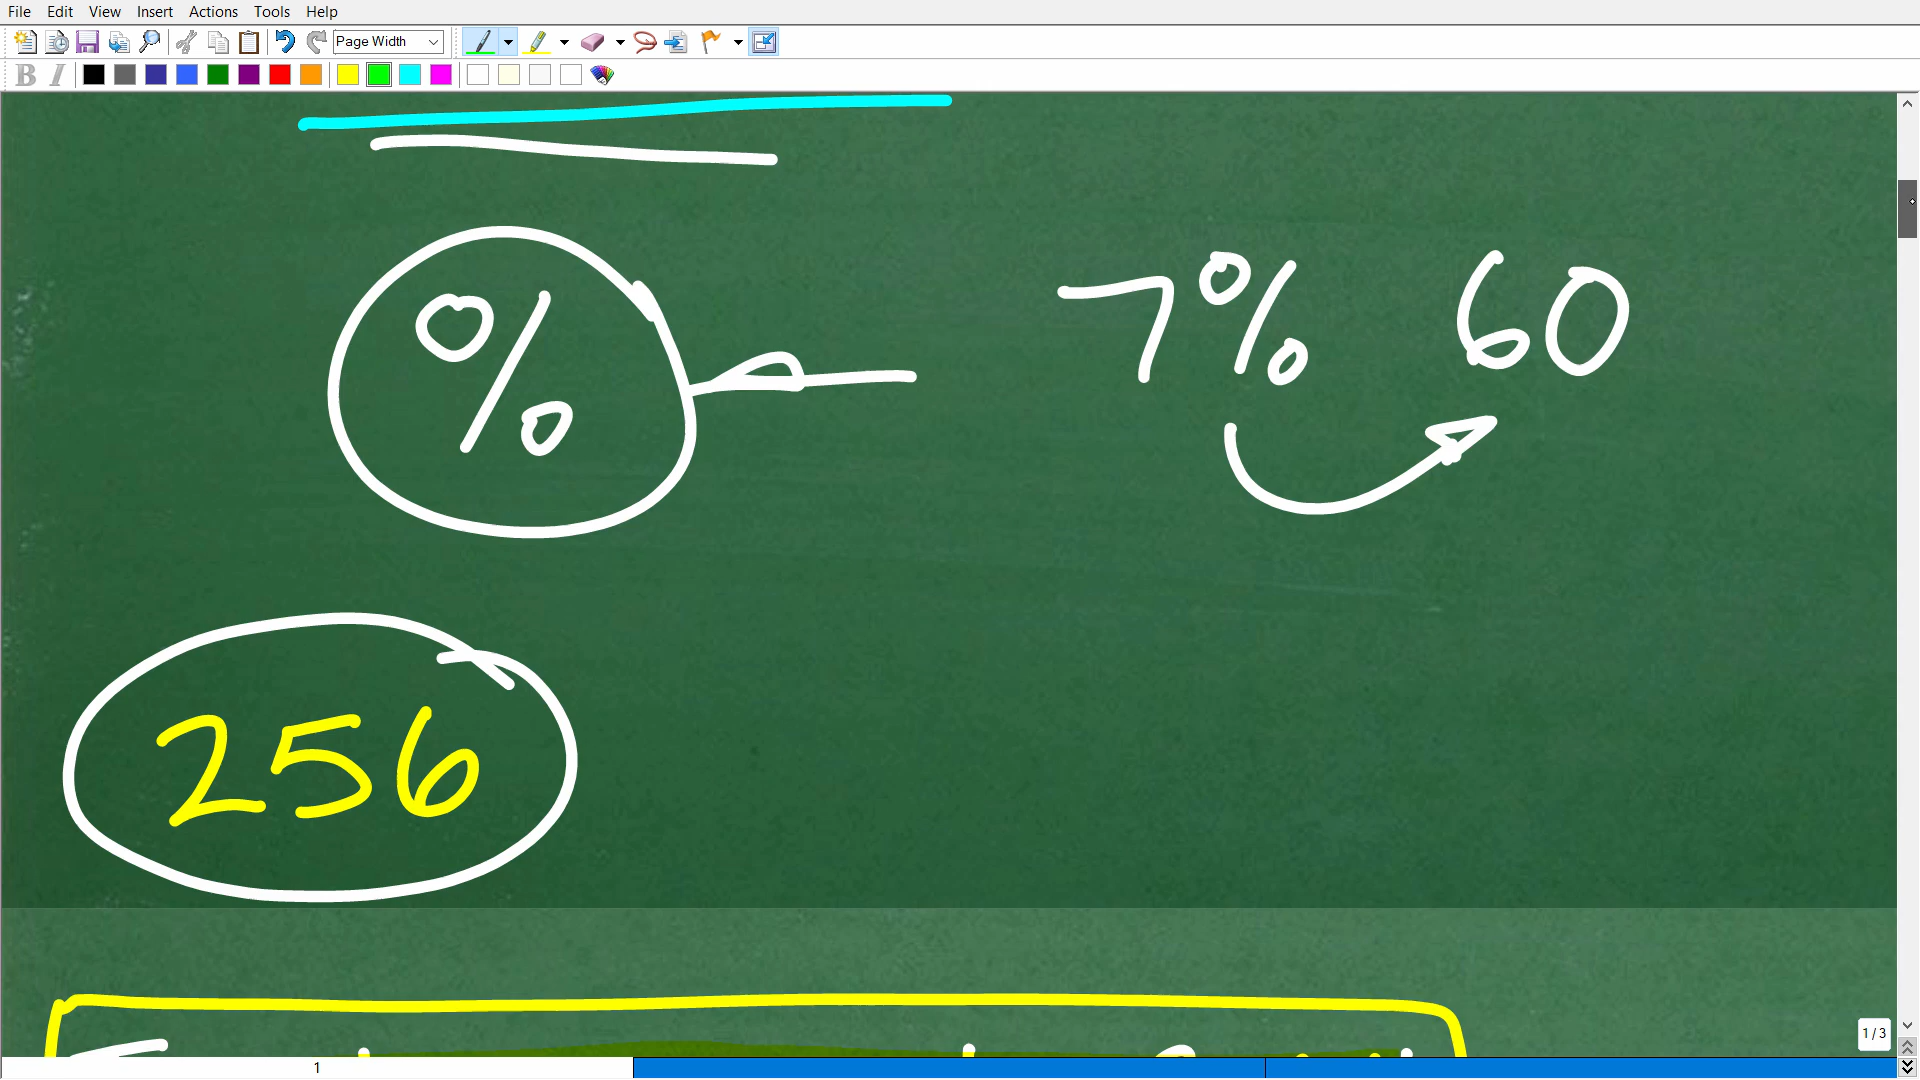 File Edit View Insert Actions Tools Help
Page Width
B I
% 7% 60
256
1/3
1